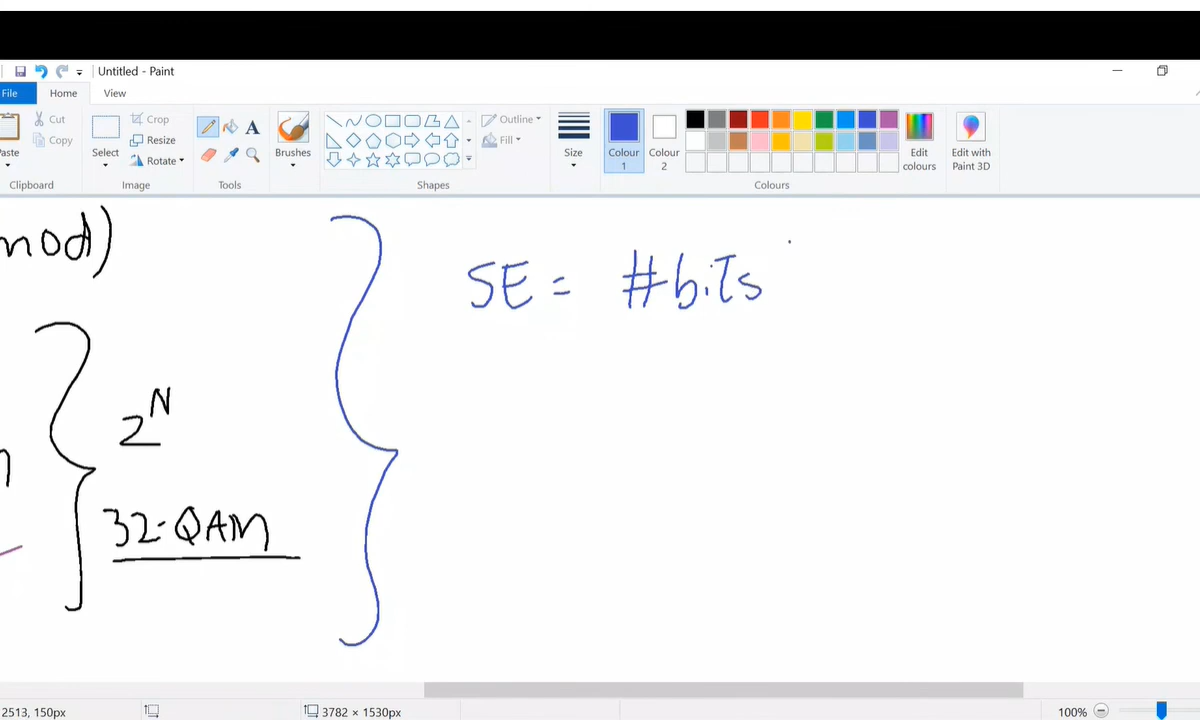 Untitled - Paint
File Home View
Cut
Copy
Paste
Clipboard
Select
Crop
Resize
Rotate
Image
Tools
Brushes
Outline
Fill
Shapes
Size
Colour 1
Colour 2
Edit colours
Edit with Paint 3D
Colours
mod)
SE = #bits
2^N
32-QAM
2513, 150px
3782 × 1530px
100%